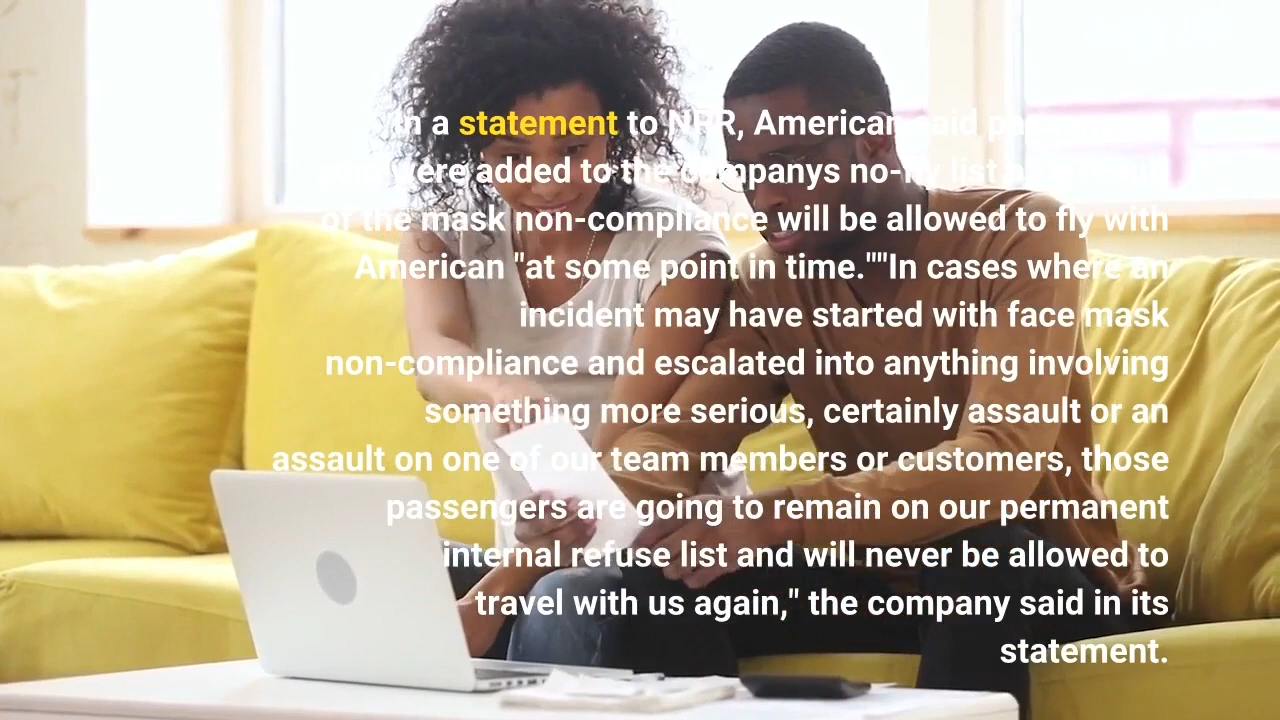 In a statement to NPR, American said
were added to the companys no-fly list
of the mask non-compliance will be allowed to fly with
American "at some point in time.""In cases where an
incident may have started with face mask
non-compliance and escalated into anything involving
something more serious, certainly assault or an
assault on one of our team members or customers, those
passengers are going to remain on our permanent
internal refuse list and will never be allowed to
travel with us again," the company said in its
statement.